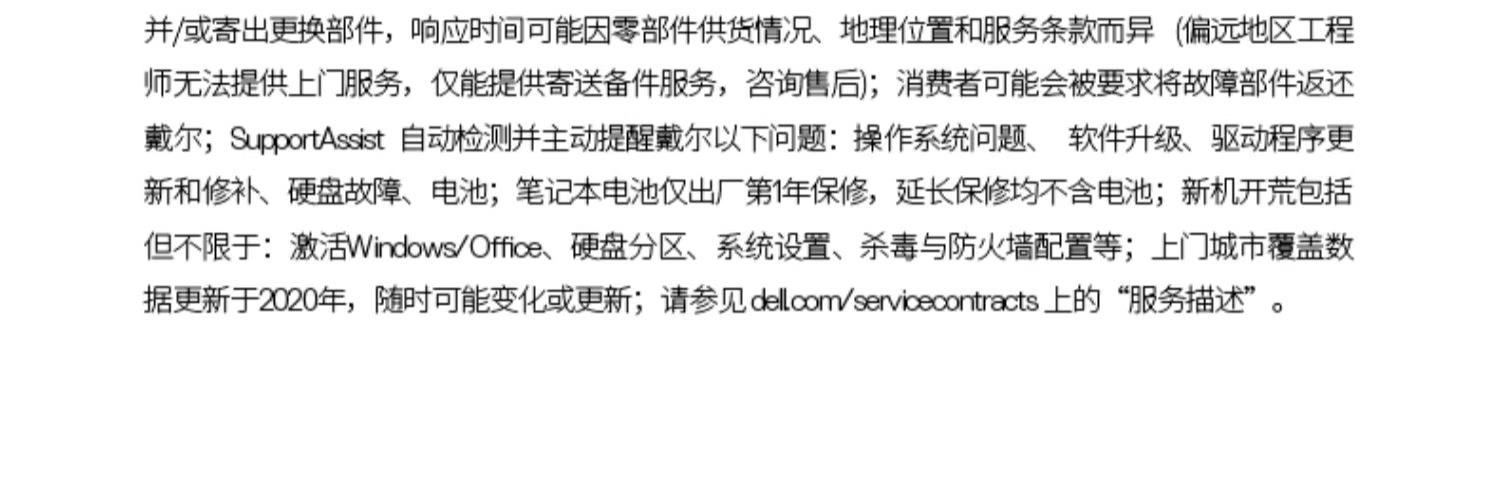 并/或寄出更换部件，响应时间可能因零部件供货情况、地理位置和服务条款而异 (偏远地区工程
师无法提供上门服务，仅能提供寄送备件服务，咨询售后)；消费者可能会被要求将故障部件返还
戴尔；SupportAssist 自动检测并主动提醒戴尔以下问题：操作系统问题、 软件升级、驱动程序更
新和修补、硬盘故障、电池；笔记本电池仅出厂第1年保修，延长保修均不含电池；新机开荒包括
但不限于：激活Windows/Office、硬盘分区、系统设置、杀毒与防火墙配置等；上门城市覆盖数
据更新于2020年，随时可能变化或更新；请参见 dell.com/servicecontracts 上的“服务描述”。